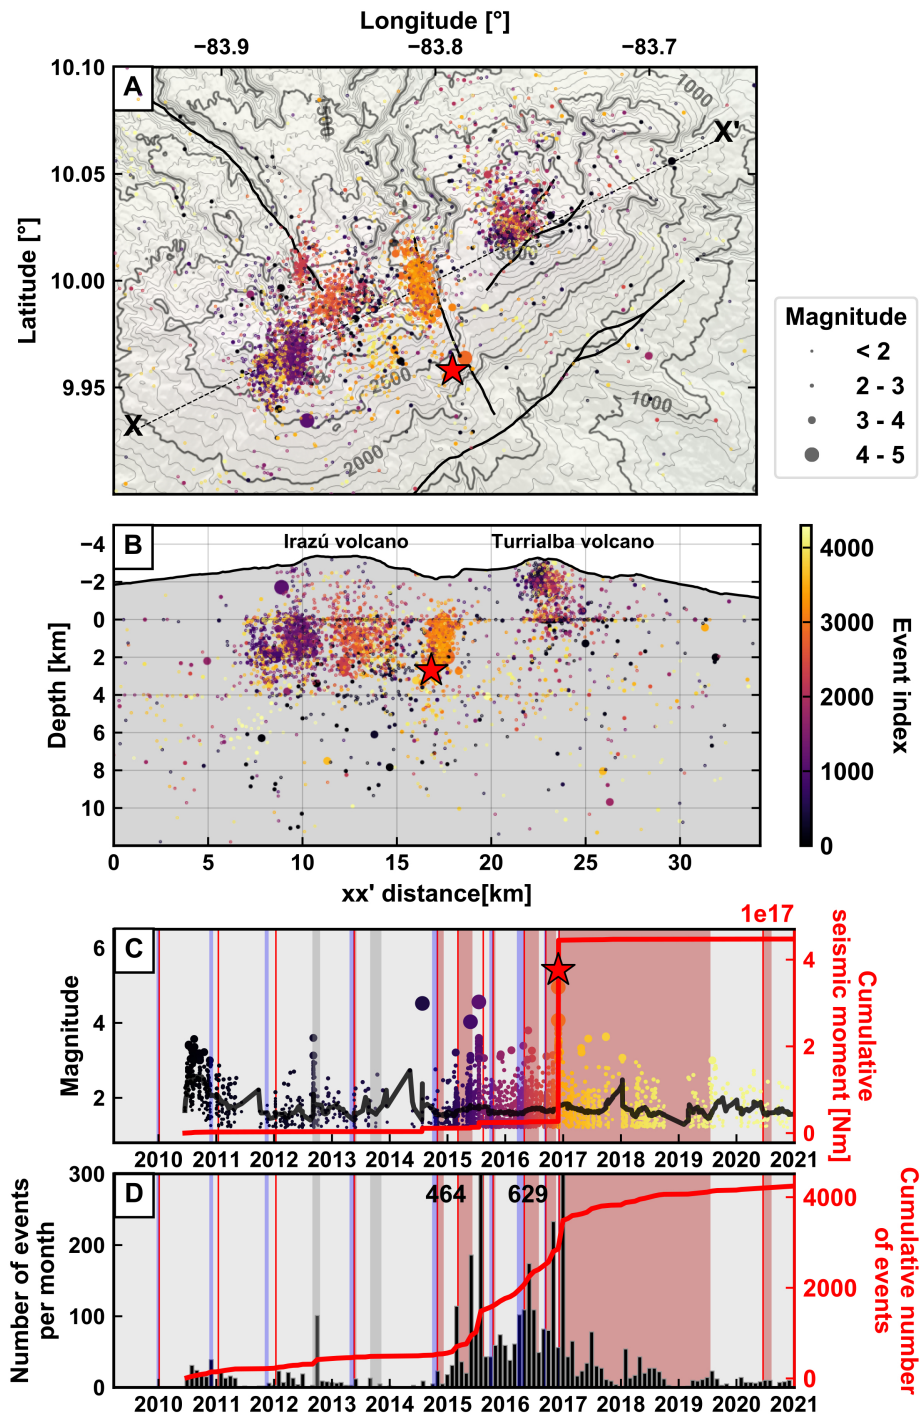 Longitude [°]
−83.9 −83.8 −83.7
A
10.10
10.05
10.00
9.95
Latitude [°]
1000
X'
3000
2500
2000
1000
X
Magnitude
< 2
2 - 3
3 - 4
4 - 5
B
Irazú volcano Turrialba volcano
−4
−2
0
2
4
6
8
10
Depth [km]
0 5 10 15 20 25 30
xx' distance[km]
4000
3000
2000
1000
0
Event index
1e17
C
6
4
2
Magnitude
4
2
0
Cumulative
seismic moment [Nm]
2010 2011 2012 2013 2014 2015 2016 2017 2018 2019 2020 2021
D
464 629
300
200
100
0
Number of events
per month
4000
2000
0
Cumulative number
of events
2010 2011 2012 2013 2014 2015 2016 2017 2018 2019 2020 2021